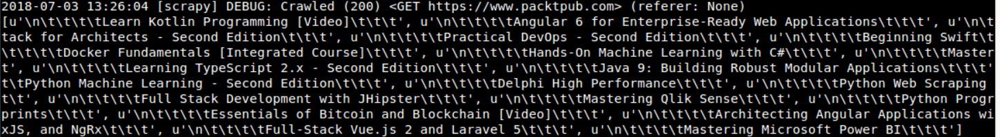 2018-07-03 13:26:04 [scrapy] DEBUG: Crawled (200) <GET https://www.packtpub.com> (referer: None)
[u'\n\t\t\t\t\tLearn Kotlin Programming [Video]\t\t\t', u'\n\t\t\t\t\tAngular 6 for Enterprise-Ready Web Applications\t\t\t', u'\n\t
tack for Architects - Second Edition\t\t\t', u'\n\t\t\t\t\tPractical DevOps - Second Edition\t\t\t', u'\n\t\t\t\t\tBeginning Swift\t
\t\t\t\t\tDocker Fundamentals [Integrated Course]\t\t\t', u'\n\t\t\t\t\tHands-On Machine Learning with C#\t\t\t', u'\n\t\t\t\t\tMaster
t', u'\n\t\t\t\t\tLearning TypeScript 2.x - Second Edition\t\t\t', u'\n\t\t\t\t\tJava 9: Building Robust Modular Applications\t\t\t'
\t\tPython Machine Learning - Second Edition\t\t\t', u'\n\t\t\t\t\tDelphi High Performance\t\t\t', u'\n\t\t\t\t\tPython Web Scraping
t\t', u'\n\t\t\t\t\tFull Stack Development with JHipster\t\t\t', u'\n\t\t\t\t\tMastering Qlik Sense\t\t\t', u'\n\t\t\t\t\tPython Progr
prints\t\t\t', u'\n\t\t\t\t\tEssentials of Bitcoin and Blockchain [Video]\t\t\t', u'\n\t\t\t\t\tArchitecting Angular Applications wi
xJS, and NgRx\t\t\t', u'\n\t\t\t\t\tFull-Stack Vue.js 2 and Laravel 5\t\t\t', u'\n\t\t\t\t\tMastering Microsoft Power BI\t\t\t']